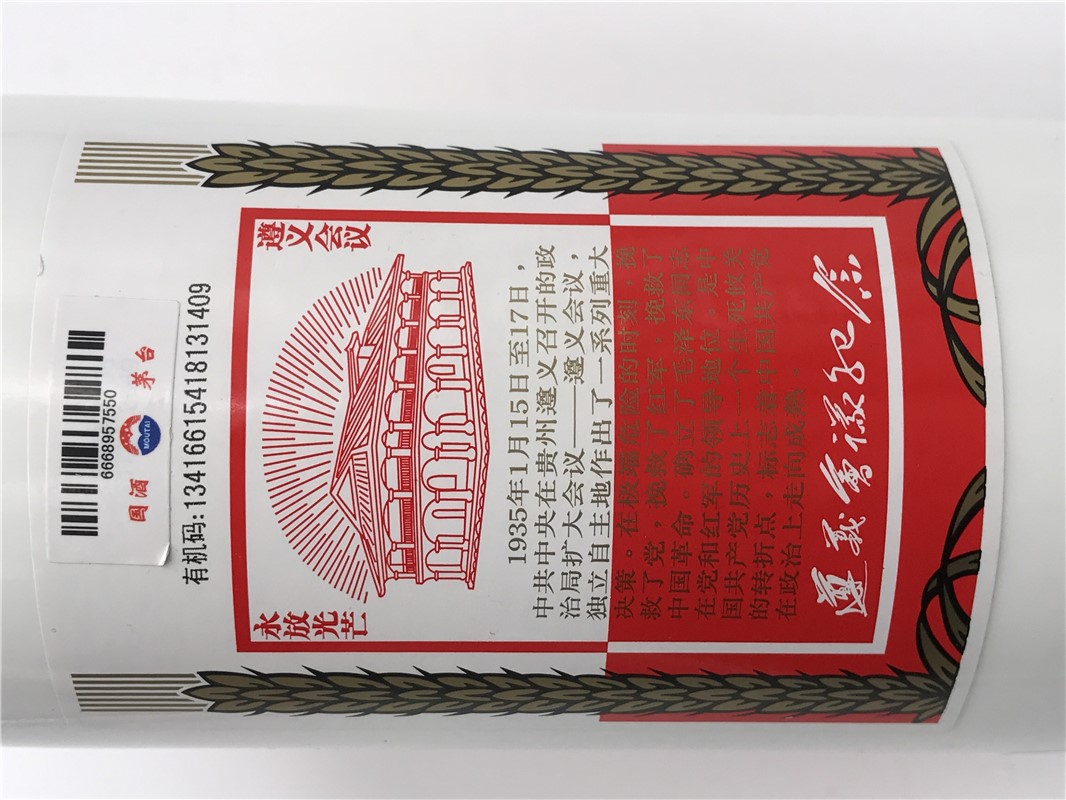 6668957550
国酒 MOUTAI 茅台
有机码:13416615418131409
遵义会议
永放光芒
1935年1月15日至17日，
中共中央在贵州遵义召开的政
治局扩大会议——遵义会议，
独立自主地作出了一系列重大
决策。在极端危险的时刻，挽
救了党，挽救了红军，挽救了
中国革命。确立了毛泽东同志
在党和红军的领导地位。是中
国共产党历史上一个生死攸关
的转折点，标志着中国共产党
在政治上走向成熟。
遵義會議紀念